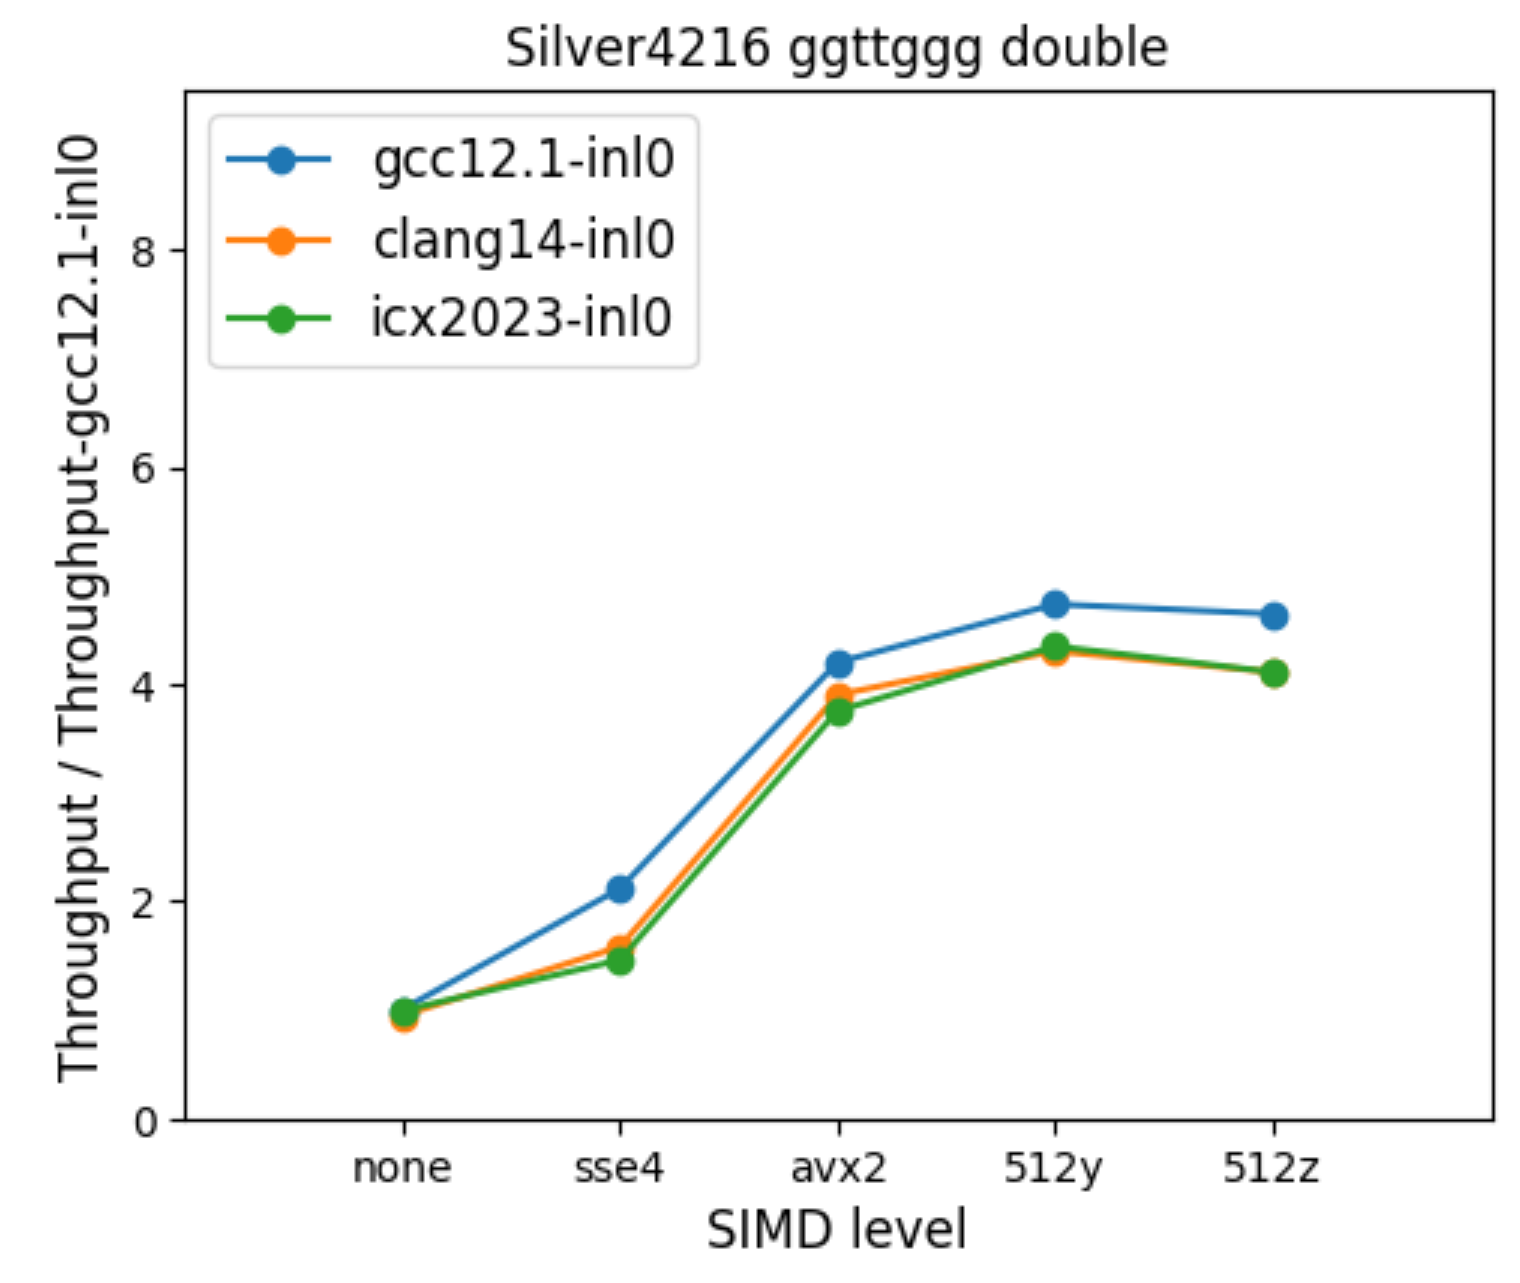 Silver4216 ggttggg double
gcc12.1-inl0
clang14-inl0
icx2023-inl0
Throughput / Throughput-gcc12.1-inl0
8
6
4
2
0
none sse4 avx2 512y 512z
SIMD level